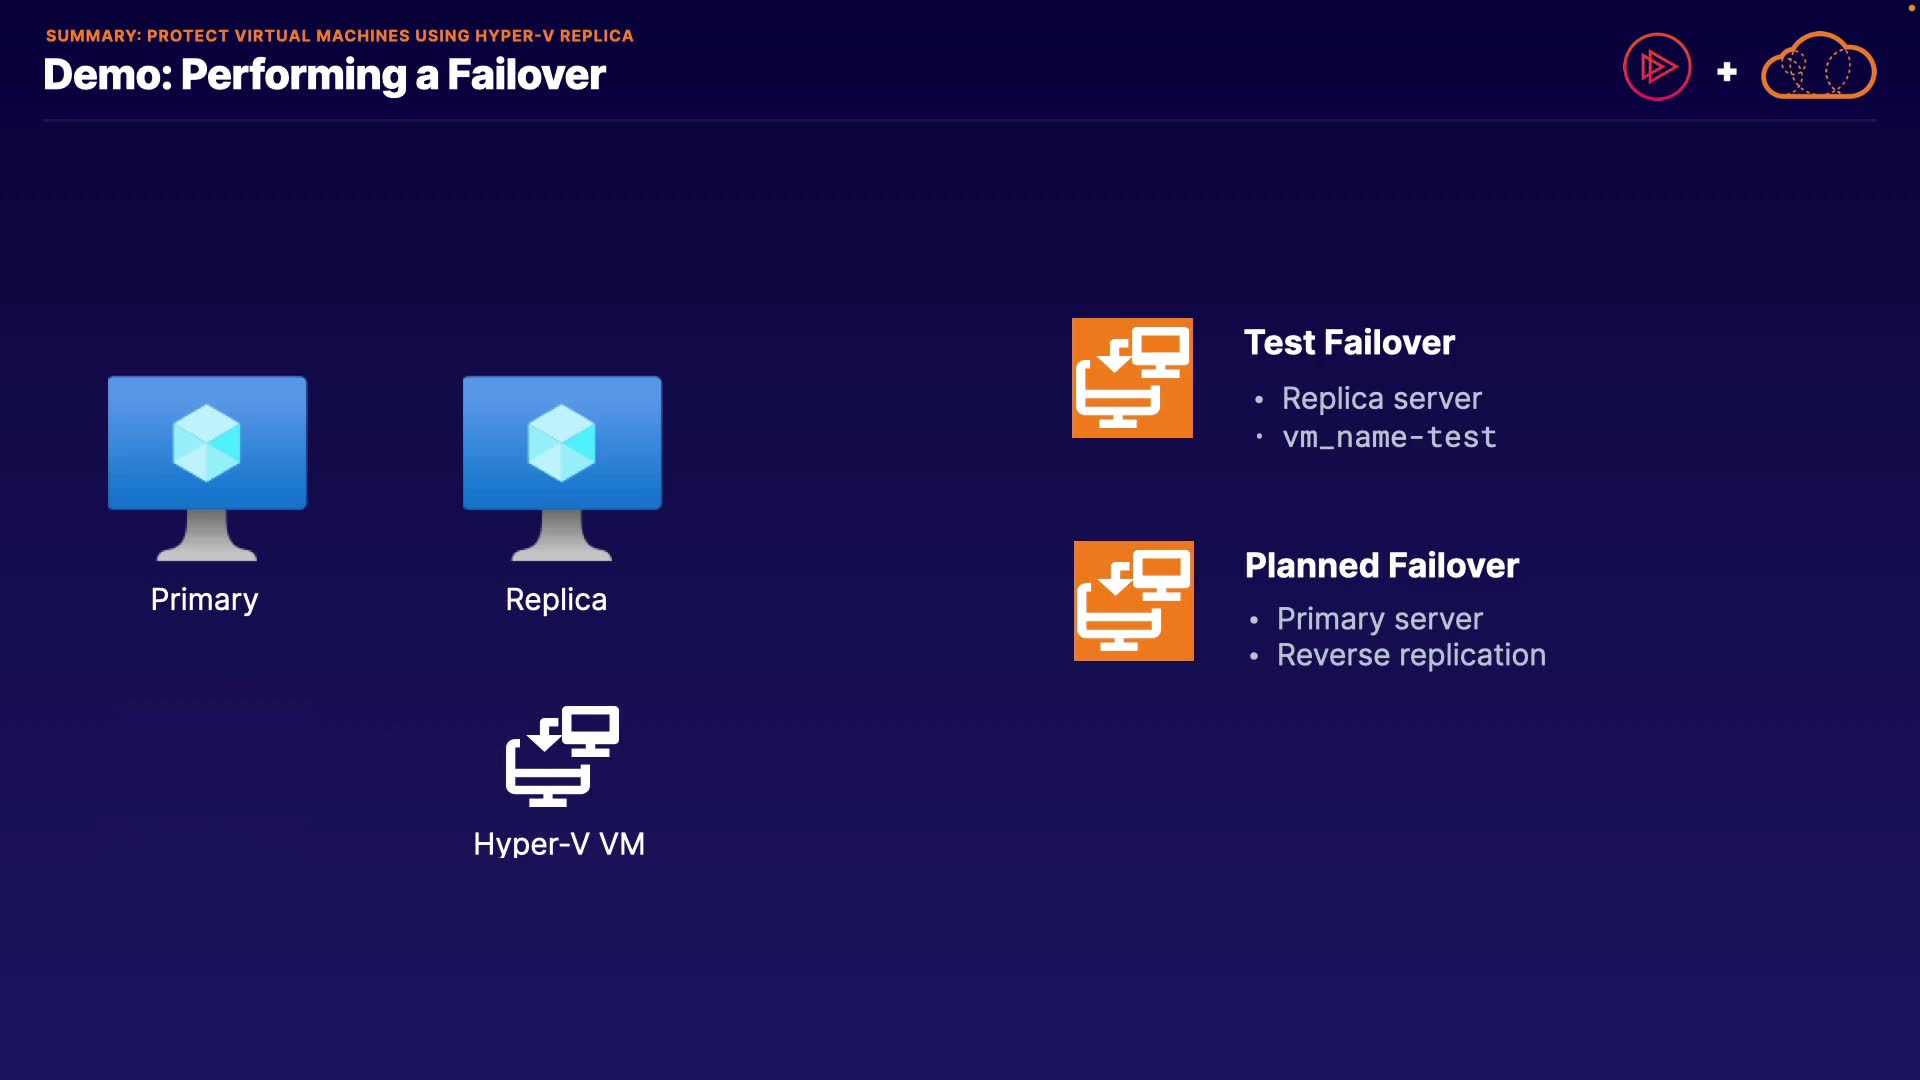 SUMMARY: PROTECT VIRTUAL MACHINES USING HYPER-V REPLICA
Demo: Performing a Failover
Primary
Replica
Hyper-V VM
Test Failover
• Replica server
• vm_name-test
Planned Failover
• Primary server
• Reverse replication